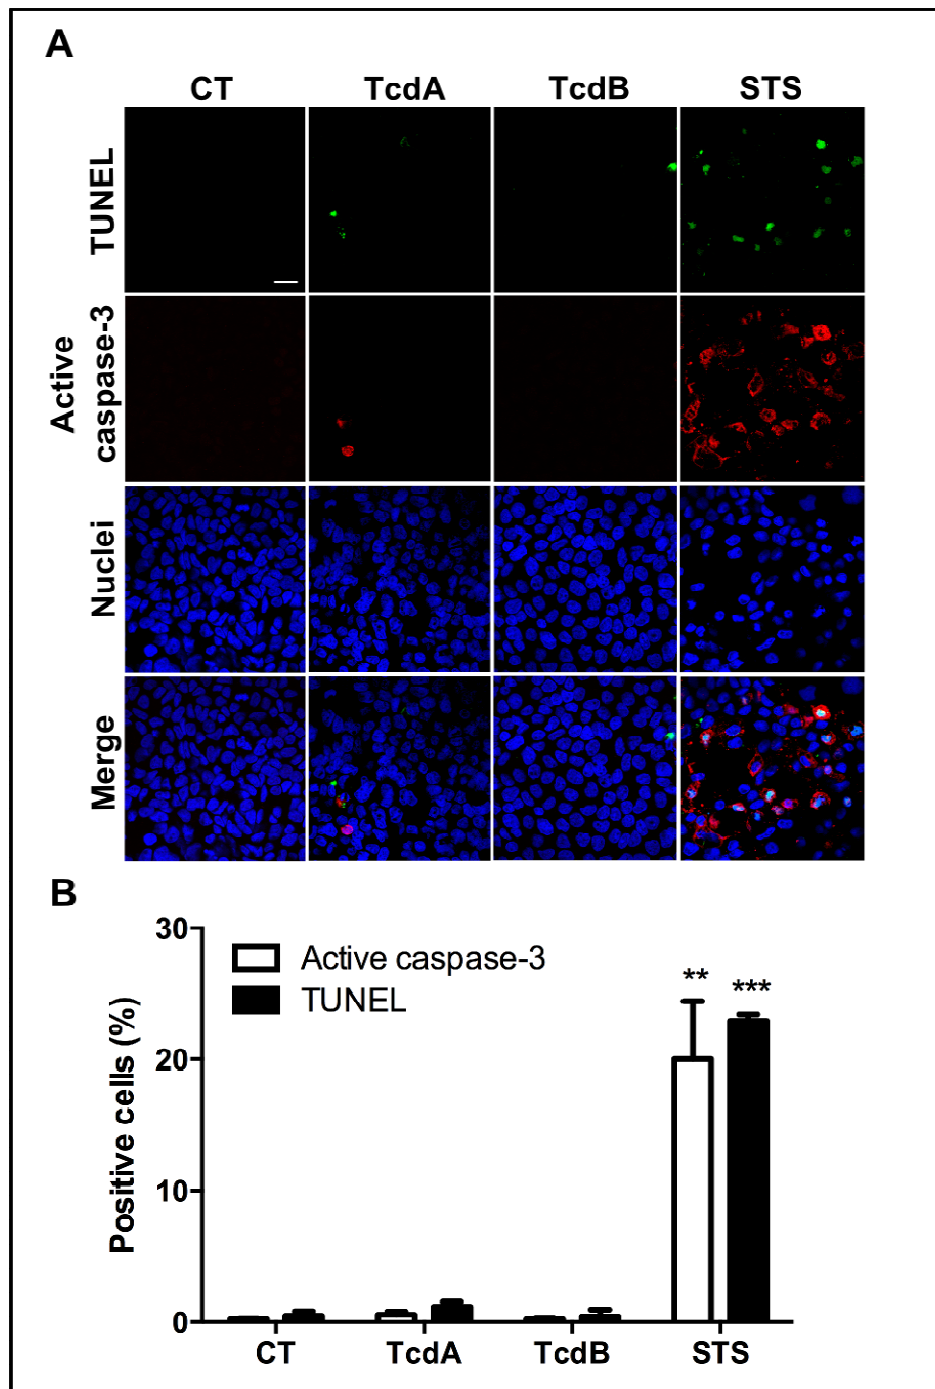 A
CT TcdA TcdB STS
TUNEL
Active
caspase-3
Nuclei
Merge
B
30
20
10
0
Positive cells (%)
Active caspase-3
TUNEL
** ***
CT TcdA TcdB STS